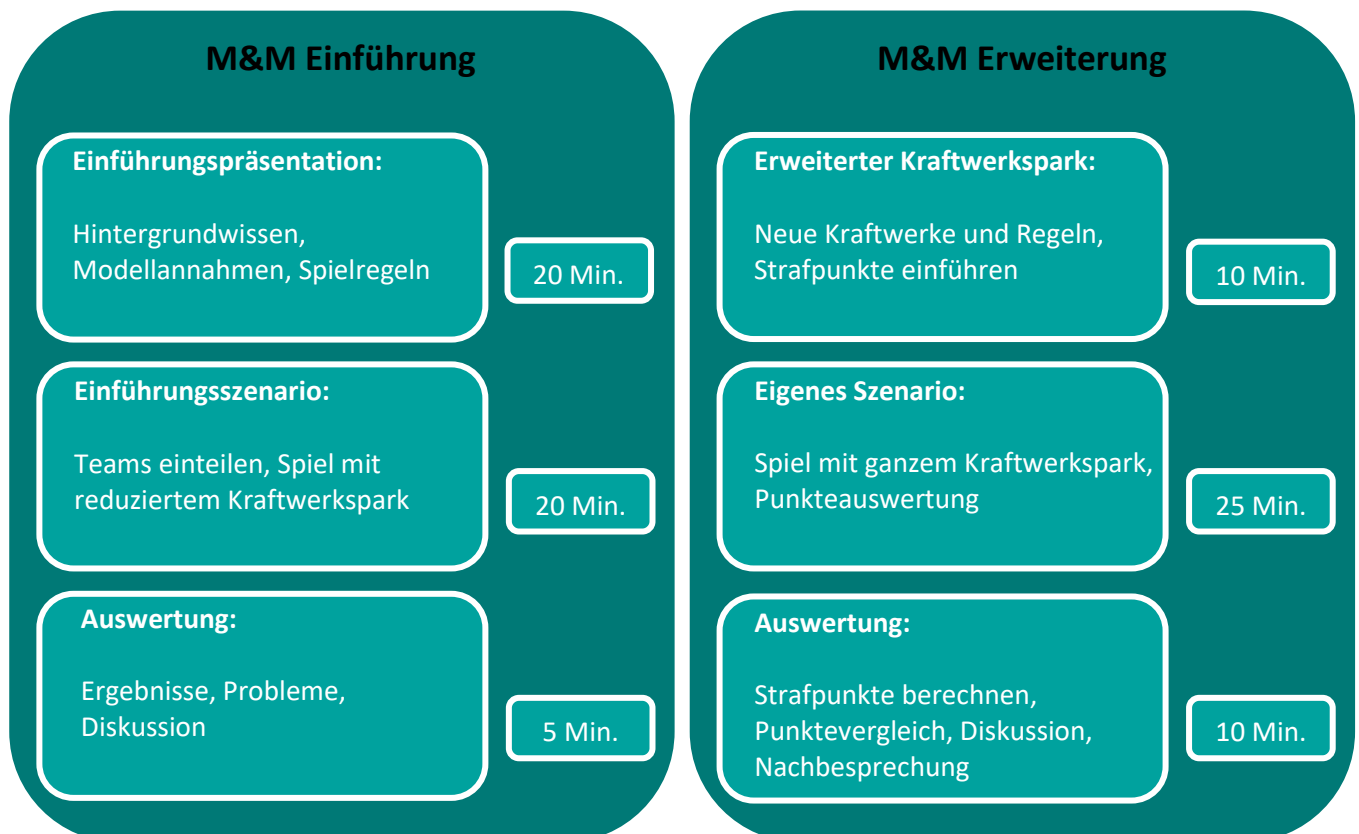 M&M Einführung
Einführungspräsentation:
Hintergrundwissen,
Modellannahmen, Spielregeln
20 Min.
Einführungsszenario:
Teams einteilen, Spiel mit
reduziertem Kraftwerkspark
20 Min.
Auswertung:
Ergebnisse, Probleme,
Diskussion
5 Min.
M&M Erweiterung
Erweiterter Kraftwerkspark:
Neue Kraftwerke und Regeln,
Strafpunkte einführen
10 Min.
Eigenes Szenario:
Spiel mit ganzem Kraftwerkspark,
Punkteauswertung
25 Min.
Auswertung:
Strafpunkte berechnen,
Punktevergleich, Diskussion,
Nachbesprechung
10 Min.